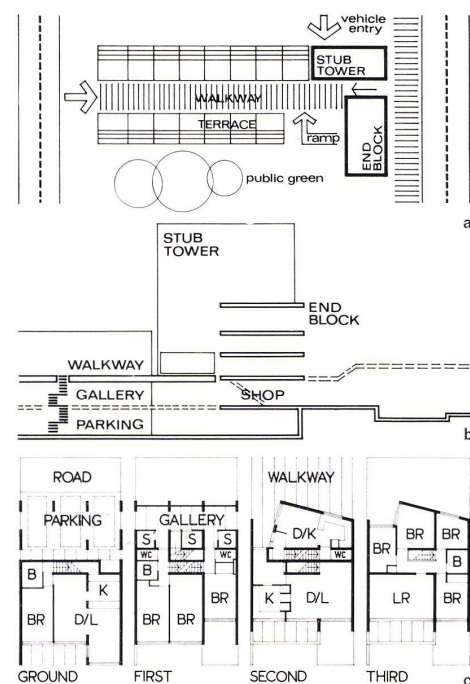 vehicle
entry
STUB
TOWER
WALKWAY
TERRACE
ramp
END
BLOCK
public green
a
STUB
TOWER
END
BLOCK
WALKWAY
GALLERY
SHOP
PARKING
b
ROAD
WALKWAY
PARKING
GALLERY
D/K
BR
BR
BR
S
S
S
WC
WC
WC
B
B
B
K
K
BR
D/L
BR
BR
BR
D/L
LR
BR
GROUND
FIRST
SECOND
THIRD
c